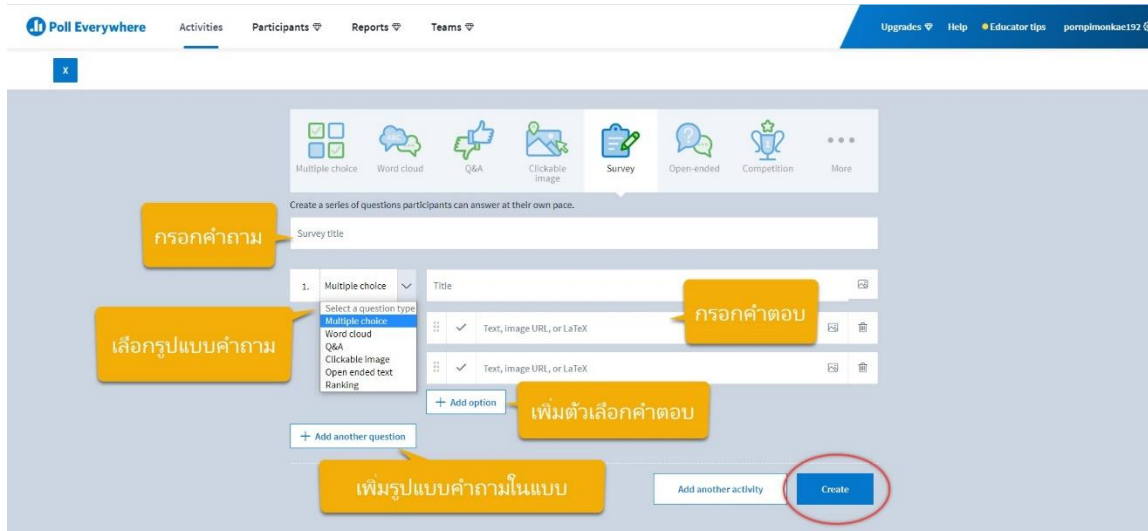 Poll Everywhere
Activities
Participants
Reports
Teams
Upgrades
Help
Educator tips
pornpimonkae192
X
Multiple choice
Word cloud
Q&A
Clickable
image
Survey
Open-ended
Competition
More
Create a series of questions participants can answer at their own pace.
กรอกคำถาม
Survey title
1.
Multiple choice
Title
Select a question type
Multiple choice
Word cloud
Q&A
Clickable image
Open ended text
Ranking
เลือกรูปแบบคำถาม
กรอกคำตอบ
Text, image URL, or LaTeX
Text, image URL, or LaTeX
+ Add option
เพิ่มตัวเลือกคำตอบ
+ Add another question
เพิ่มรูปแบบคำถามในแบบ
Add another activity
Create